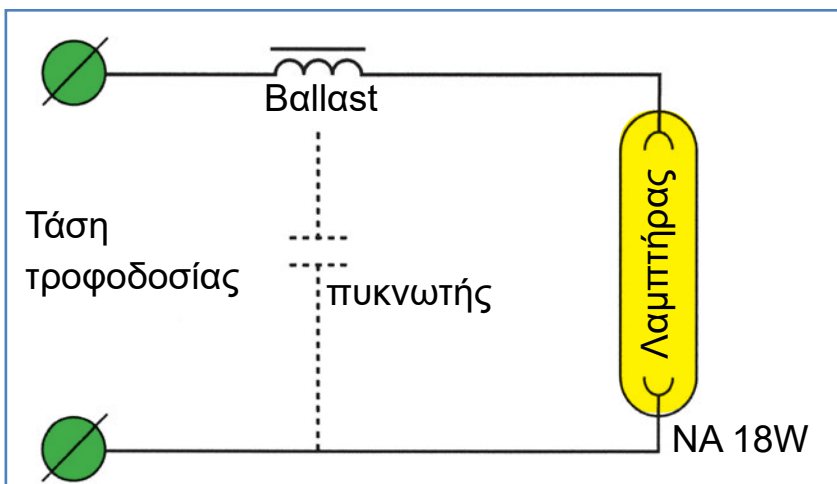 Ballast
Τάση
τροφοδοσίας
πυκνωτής
Λαμπτήρας
NA 18W